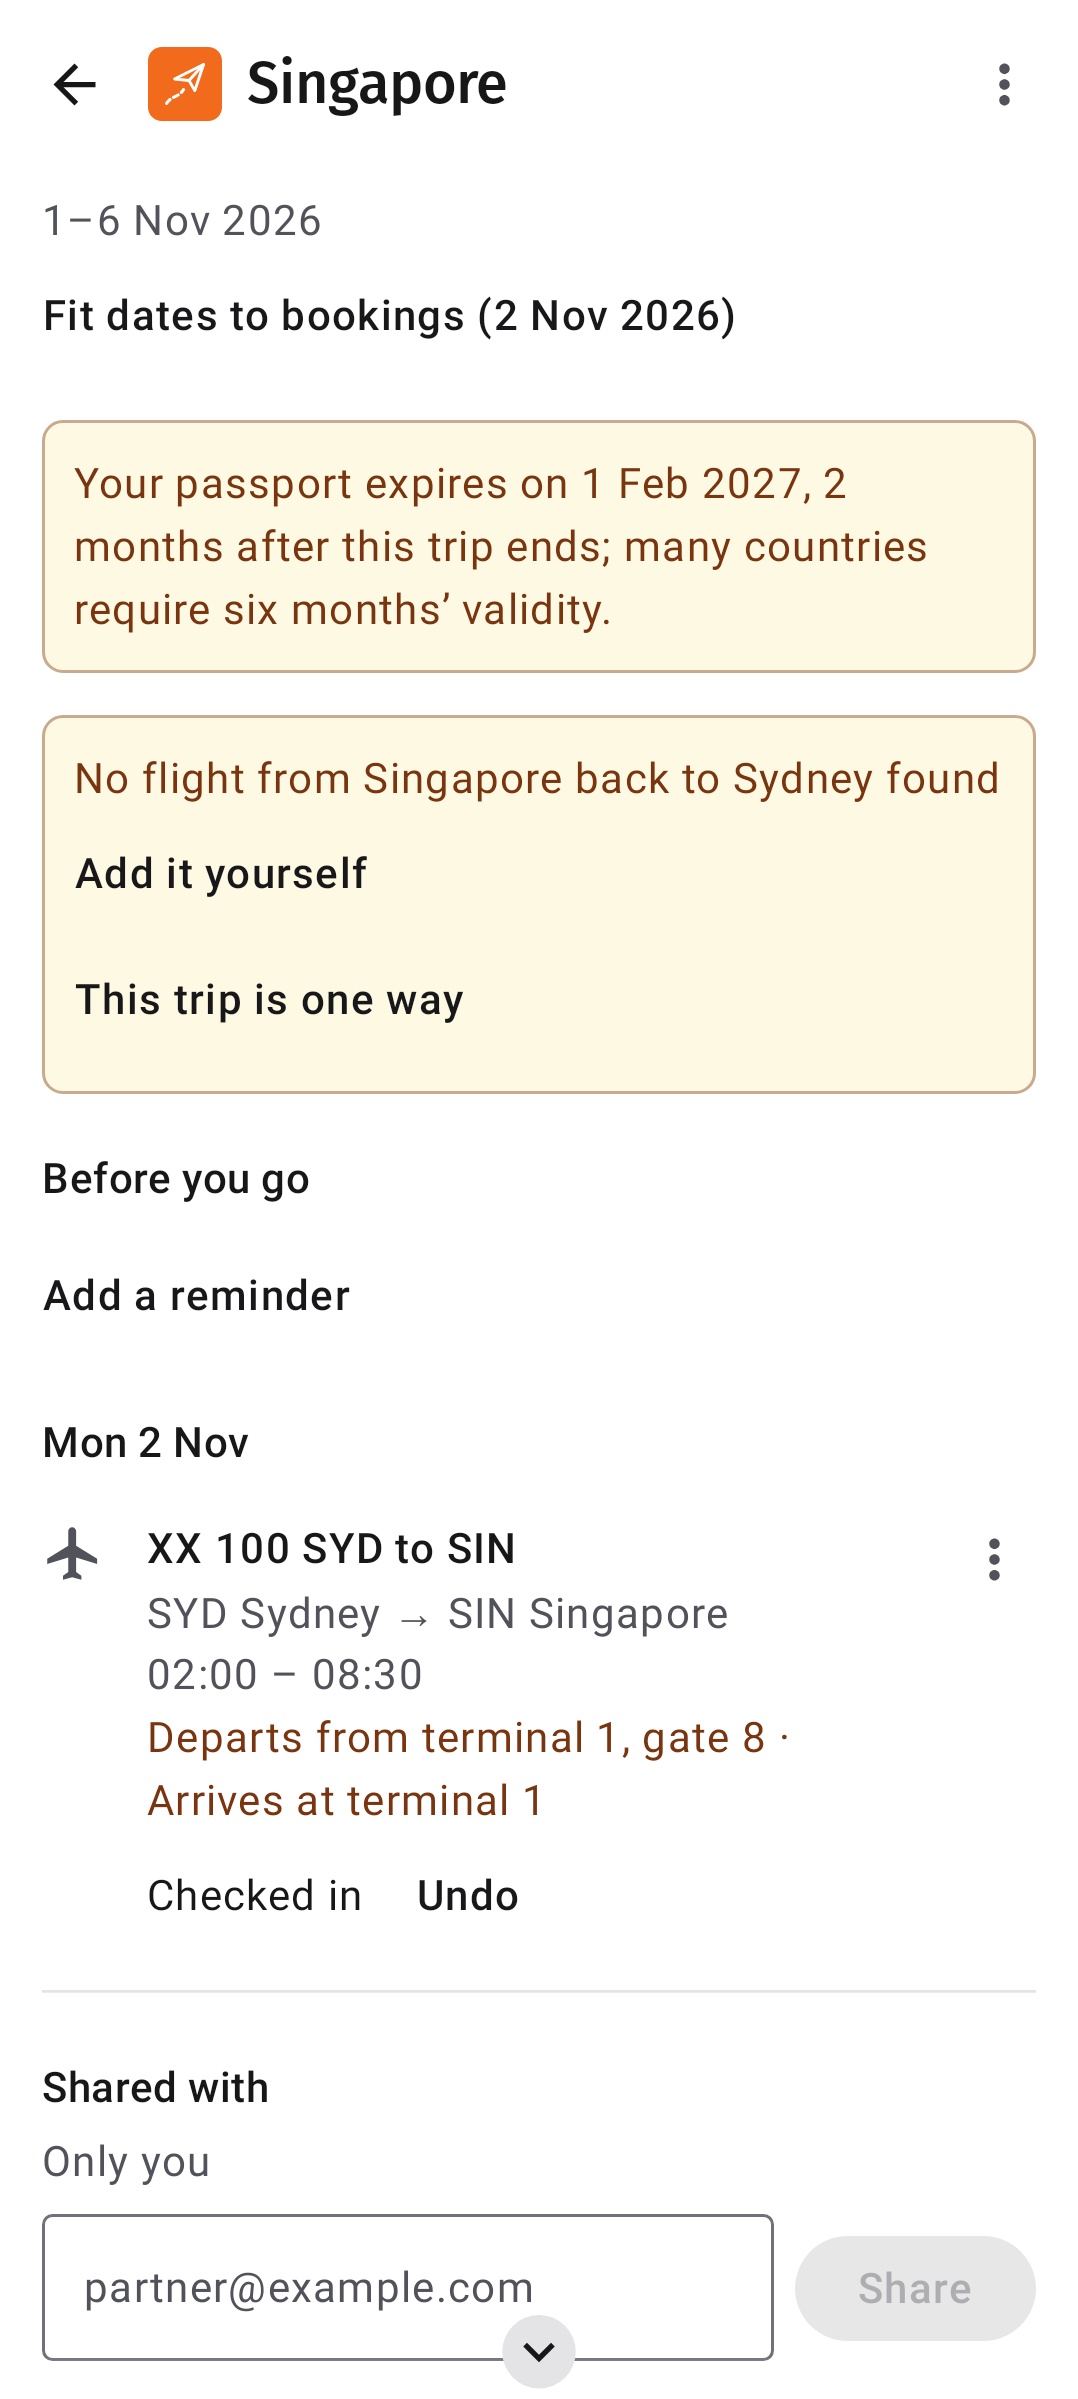 Singapore
1–6 Nov 2026
Fit dates to bookings (2 Nov 2026)
Your passport expires on 1 Feb 2027, 2
months after this trip ends; many countries
require six months’ validity.
No flight from Singapore back to Sydney found
Add it yourself
This trip is one way
Before you go
Add a reminder
Mon 2 Nov
XX 100 SYD to SIN
SYD Sydney → SIN Singapore
02:00 – 08:30
Departs from terminal 1, gate 8 ·
Arrives at terminal 1
Checked in Undo
Shared with
Only you
partner@example.com
Share